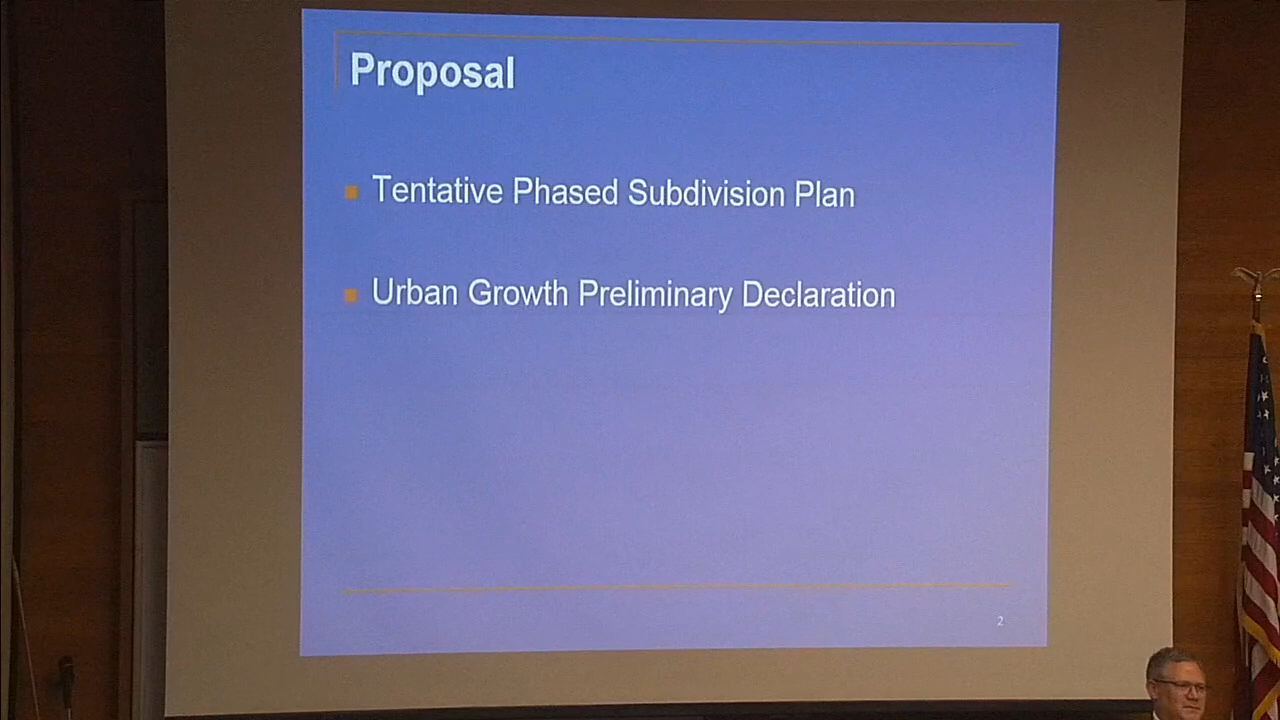 Proposal
Tentative Phased Subdivision Plan
Urban Growth Preliminary Declaration
2